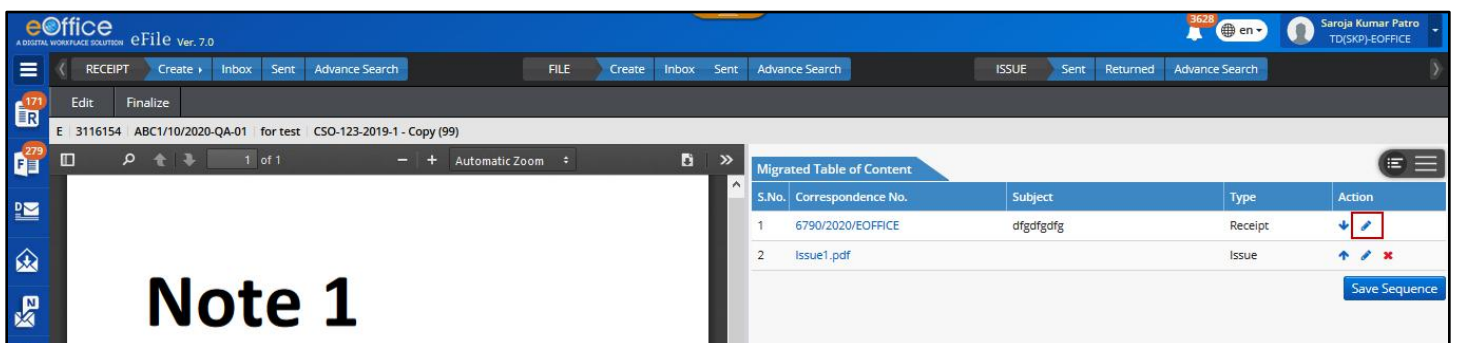 eOffice
A DIGITAL WORKPLACE SOLUTION eFile Ver. 7.0
3628
en
Saroja Kumar Patro
TD(SKP)-EOFFICE
RECEIPT Create Inbox Sent Advance Search FILE Create Inbox Sent Advance Search ISSUE Sent Returned Advance Search
171
R
Edit Finalize
E 3116154 ABC1/10/2020-QA-01 for test CSO-123-2019-1 - Copy (99)
279
F
1 of 1 − + Automatic Zoom
Migrated Table of Content
S.No. Correspondence No. Subject Type Action
1 6790/2020/EOFFICE dfgdfgdfg Receipt
2 Issue1.pdf Issue
Save Sequence
D
N
Note 1